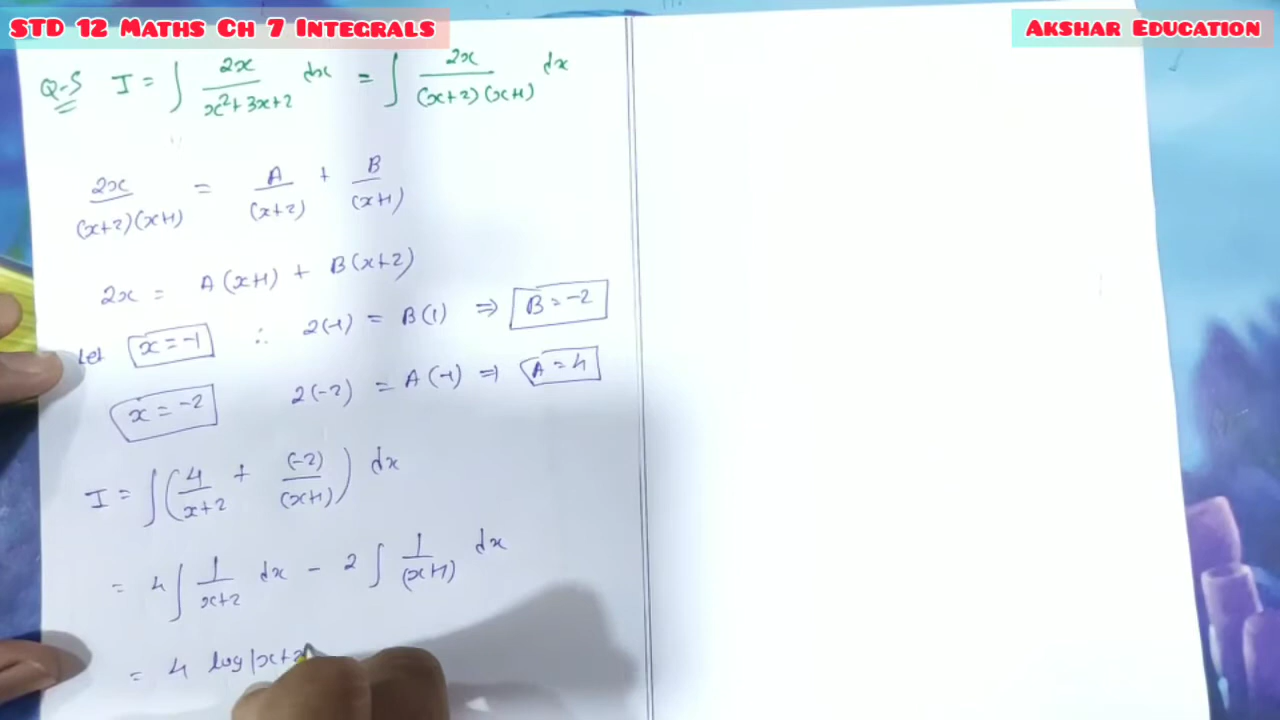 STD 12 Maths Ch 7 Integrals
Akshar Education
Q-5 I = ∫ 2x/(x²+3x+2) dx = ∫ 2x/((x+2)(x+1)) dx
2x/((x+2)(x+1)) = A/(x+2) + B/(x+1)
2x = A(x+1) + B(x+2)
Let x=-1 ∴ 2(-1) = B(1) ⇒ B=-2
x=-2 2(-2) = A(-1) ⇒ A=4
I = ∫(4/(x+2) + (-2)/(x+1)) dx
= 4∫ 1/(x+2) dx - 2∫ 1/(x+1) dx
= 4 log|x+2